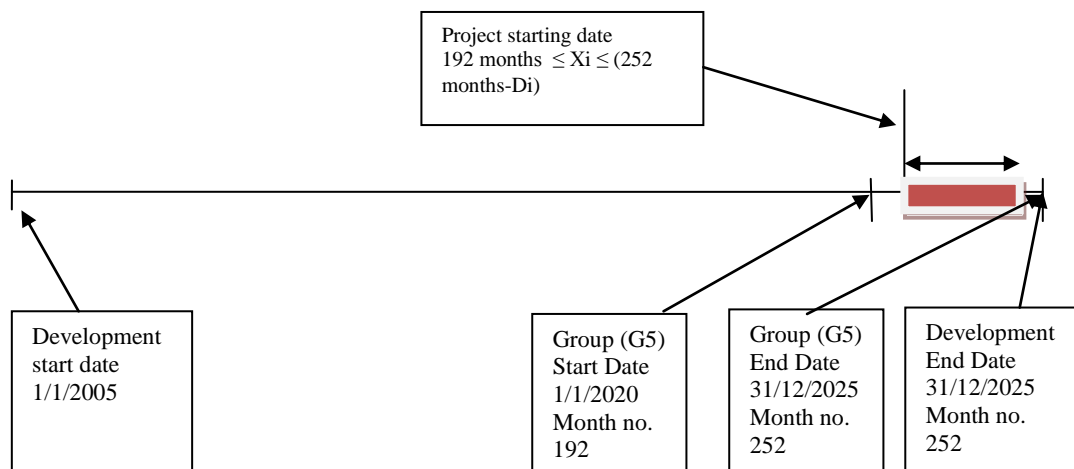 Project starting date
192 months ≤ Xi ≤ (252
months-Di)
Development
start date
1/1/2005
Group (G5)
Start Date
1/1/2020
Month no.
192
Group (G5)
End Date
31/12/2025
Month no.
252
Development
End Date
31/12/2025
Month no.
252